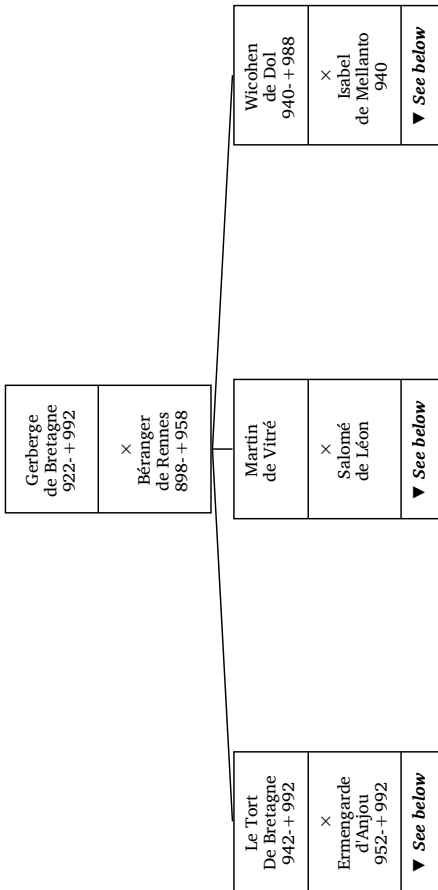 Gerberge
de Bretagne
922-+992
×
Béranger
de Rennes
898-+958
Le Tort
De Bretagne
942-+992
×
Ermengarde
d'Anjou
952-+992
▼ See below
Martin
de Vitré
×
Salomé
de Léon
▼ See below
Wicohen
de Dol
940-+988
×
Isabel
de Mellanto
940
▼ See below